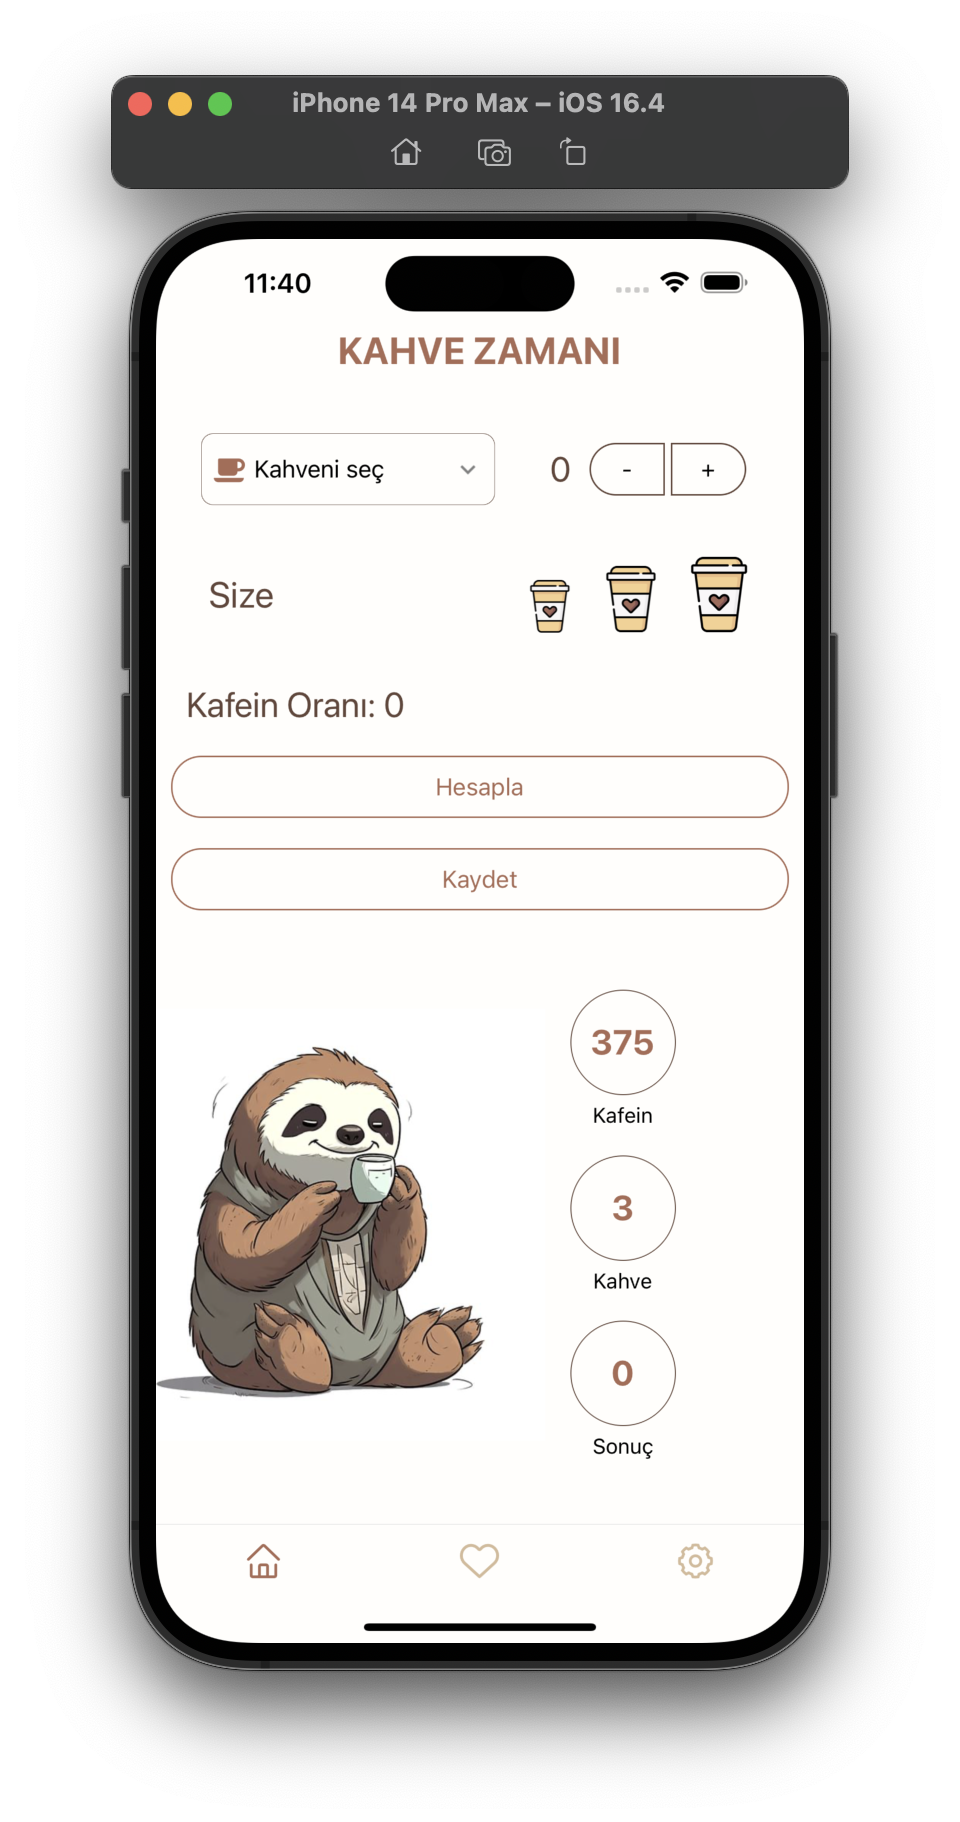 iPhone 14 Pro Max – iOS 16.4
11:40
KAHVE ZAMANI
Kahveni seç
0 - +
Size
Kafein Oranı: 0
Hesapla
Kaydet
375
Kafein
3
Kahve
0
Sonuç